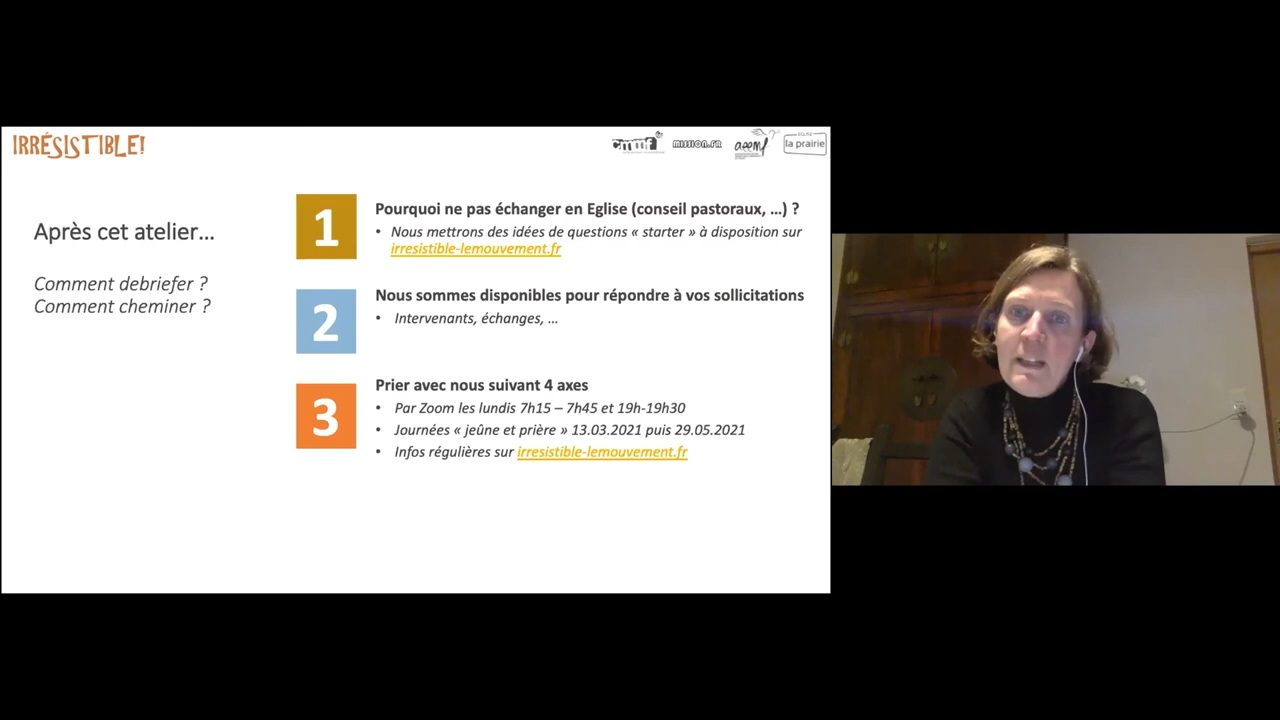 IRRÉSISTIBLE!
cmmf
MISSION.FR
aeemf
EGLISE
la prairie
Après cet atelier…
Comment debriefer ?
Comment cheminer ?
1
Pourquoi ne pas échanger en Eglise (conseil pastoraux, …) ?
• Nous mettrons des idées de questions « starter » à disposition sur
irresistible-lemouvement.fr
2
Nous sommes disponibles pour répondre à vos sollicitations
• Intervenants, échanges, …
3
Prier avec nous suivant 4 axes
• Par Zoom les lundis 7h15 – 7h45 et 19h-19h30
• Journées « jeûne et prière » 13.03.2021 puis 29.05.2021
• Infos régulières sur irresistible-lemouvement.fr